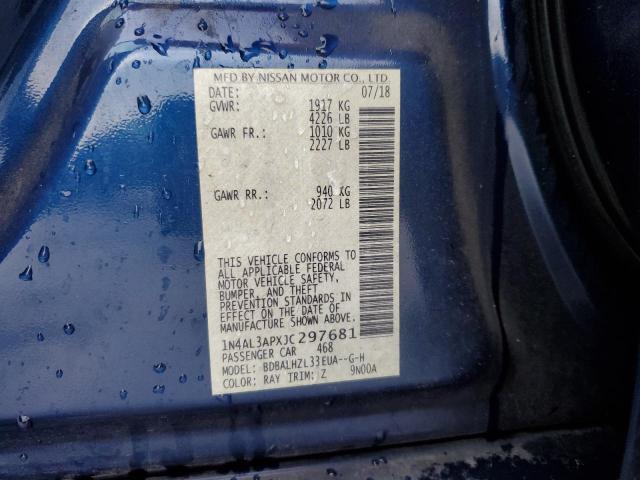 MFD BY NISSAN MOTOR CO., LTD.
DATE: 07/18
GVWR: 1917 KG
4226 LB
GAWR FR.: 1010 KG
2227 LB
GAWR RR.: 940 KG
2072 LB
THIS VEHICLE CONFORMS TO
ALL APPLICABLE FEDERAL
MOTOR VEHICLE SAFETY,
BUMPER, AND THEFT
PREVENTION STANDARDS IN
EFFECT ON THE DATE OF
MANUFACTURE SHOWN ABOVE.
1N4AL3APXJC297681
PASSENGER CAR 468
MODEL: BDBALHZL33EUA--G-H
COLOR: RAY TRIM: Z 9N00A